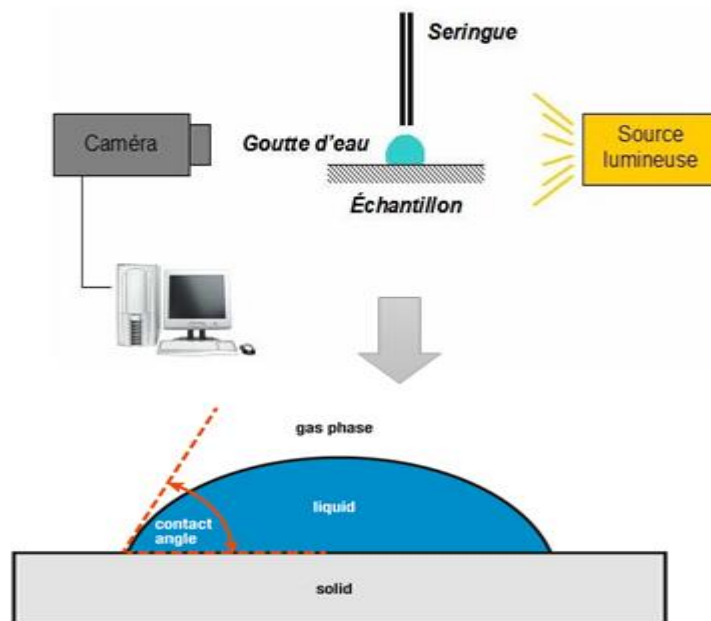 Seringue
Caméra
Goutte d'eau
Source
lumineuse
Échantillon
gas phase
liquid
contact
angle
solid